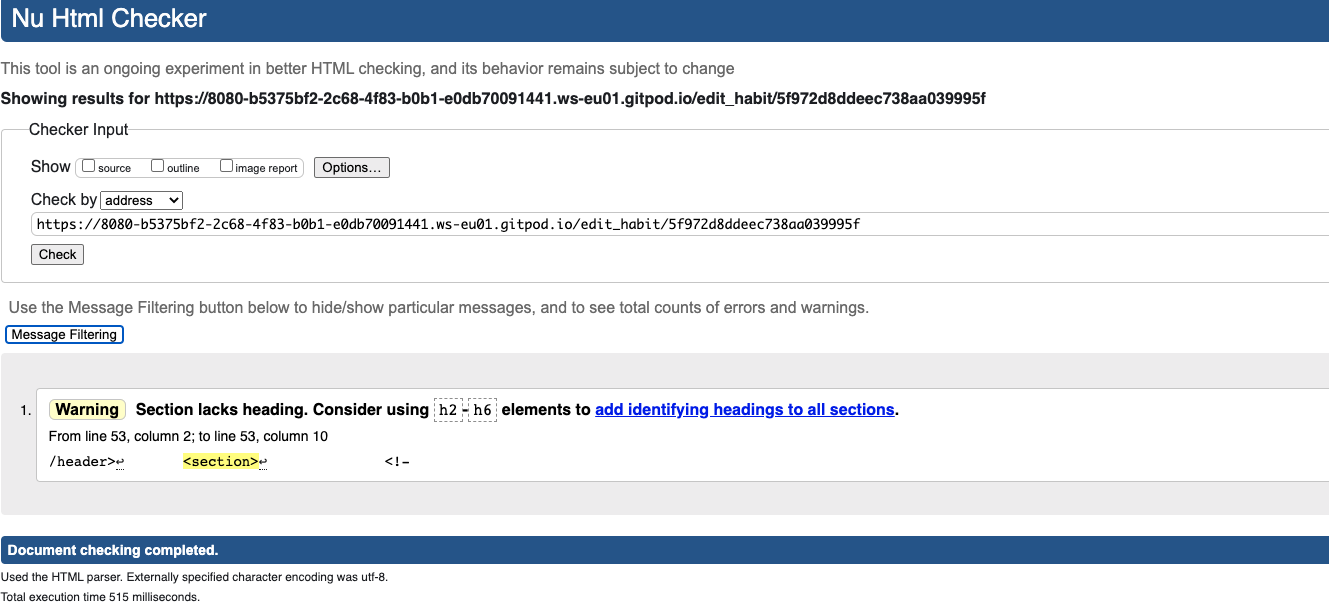 Nu Html Checker
This tool is an ongoing experiment in better HTML checking, and its behavior remains subject to change
Showing results for https://8080-b5375bf2-2c68-4f83-b0b1-e0db70091441.ws-eu01.gitpod.io/edit_habit/5f972d8ddeec738aa039995f
Checker Input
Show source outline image report Options...
Check by address
https://8080-b5375bf2-2c68-4f83-b0b1-e0db70091441.ws-eu01.gitpod.io/edit_habit/5f972d8ddeec738aa039995f
Check
Use the Message Filtering button below to hide/show particular messages, and to see total counts of errors and warnings.
Message Filtering
1. Warning Section lacks heading. Consider using h2-h6 elements to add identifying headings to all sections.
From line 53, column 2; to line 53, column 10
/header>↩ <section>↩ <!-
Document checking completed.
Used the HTML parser. Externally specified character encoding was utf-8.
Total execution time 515 milliseconds.